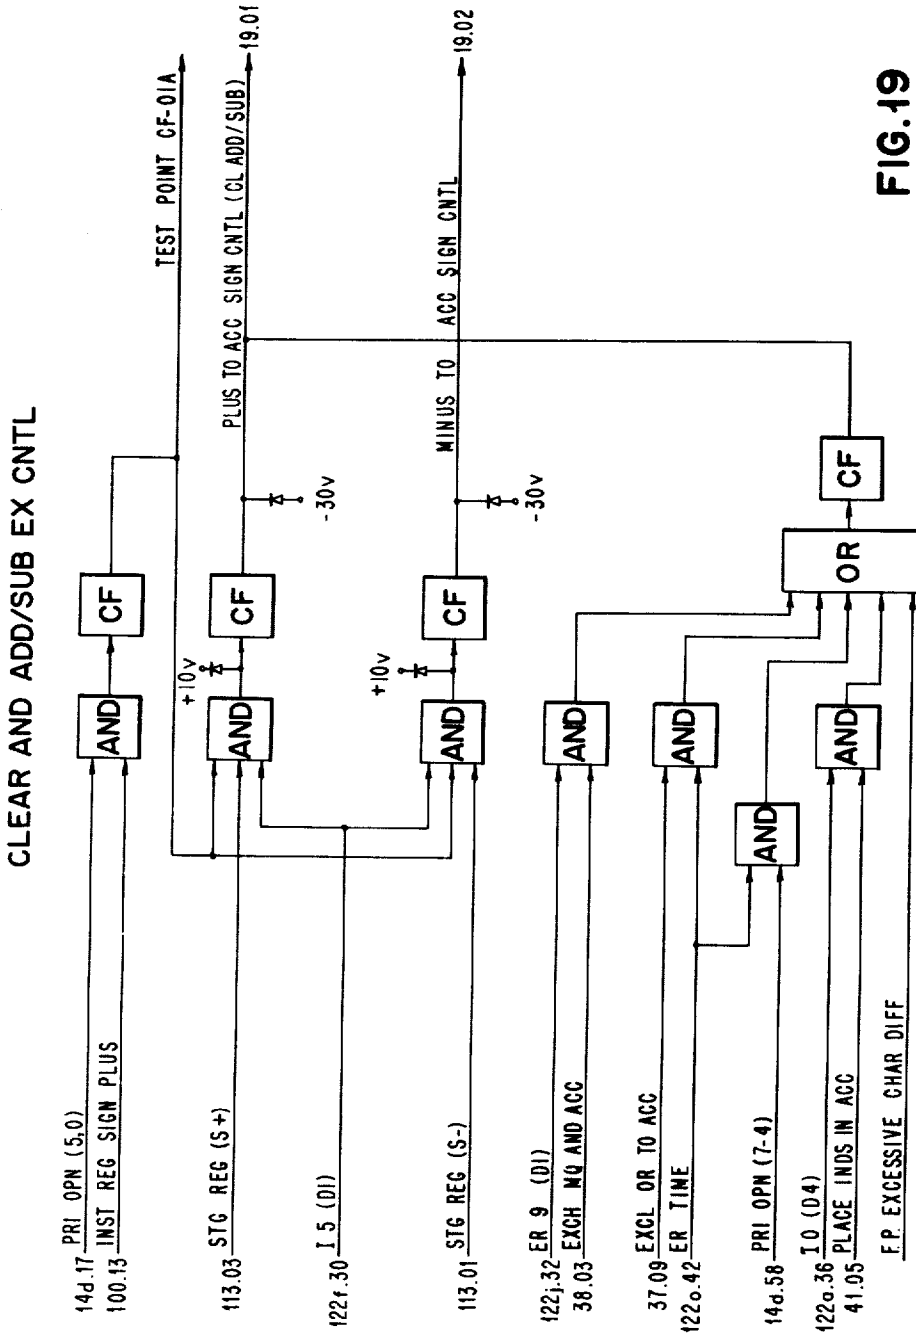 CLEAR AND ADD/SUB EX CNTL
14d.17 PRI OPN (5,0)
100.13 INST REG SIGN PLUS
AND
CF
TEST POINT CF-01A
113.03 STG REG (S+)
AND
+10v
CF
-30v
PLUS TO ACC SIGN CNTL (CL ADD/SUB)
19.01
122f.30 I 5 (D1)
113.01 STG REG (S-)
AND
+10v
CF
-30v
MINUS TO ACC SIGN CNTL
19.02
122j.32 ER 9 (D1)
38.03 EXCH MQ AND ACC
AND
37.09 EXCL OR TO ACC
122o.42 ER TIME
AND
14d.58 PRI OPN (7-4)
AND
122a.36 I0 (D4)
41.05 PLACE INDS IN ACC
AND
F.P. EXCESSIVE CHAR DIFF
OR
CF
FIG.19